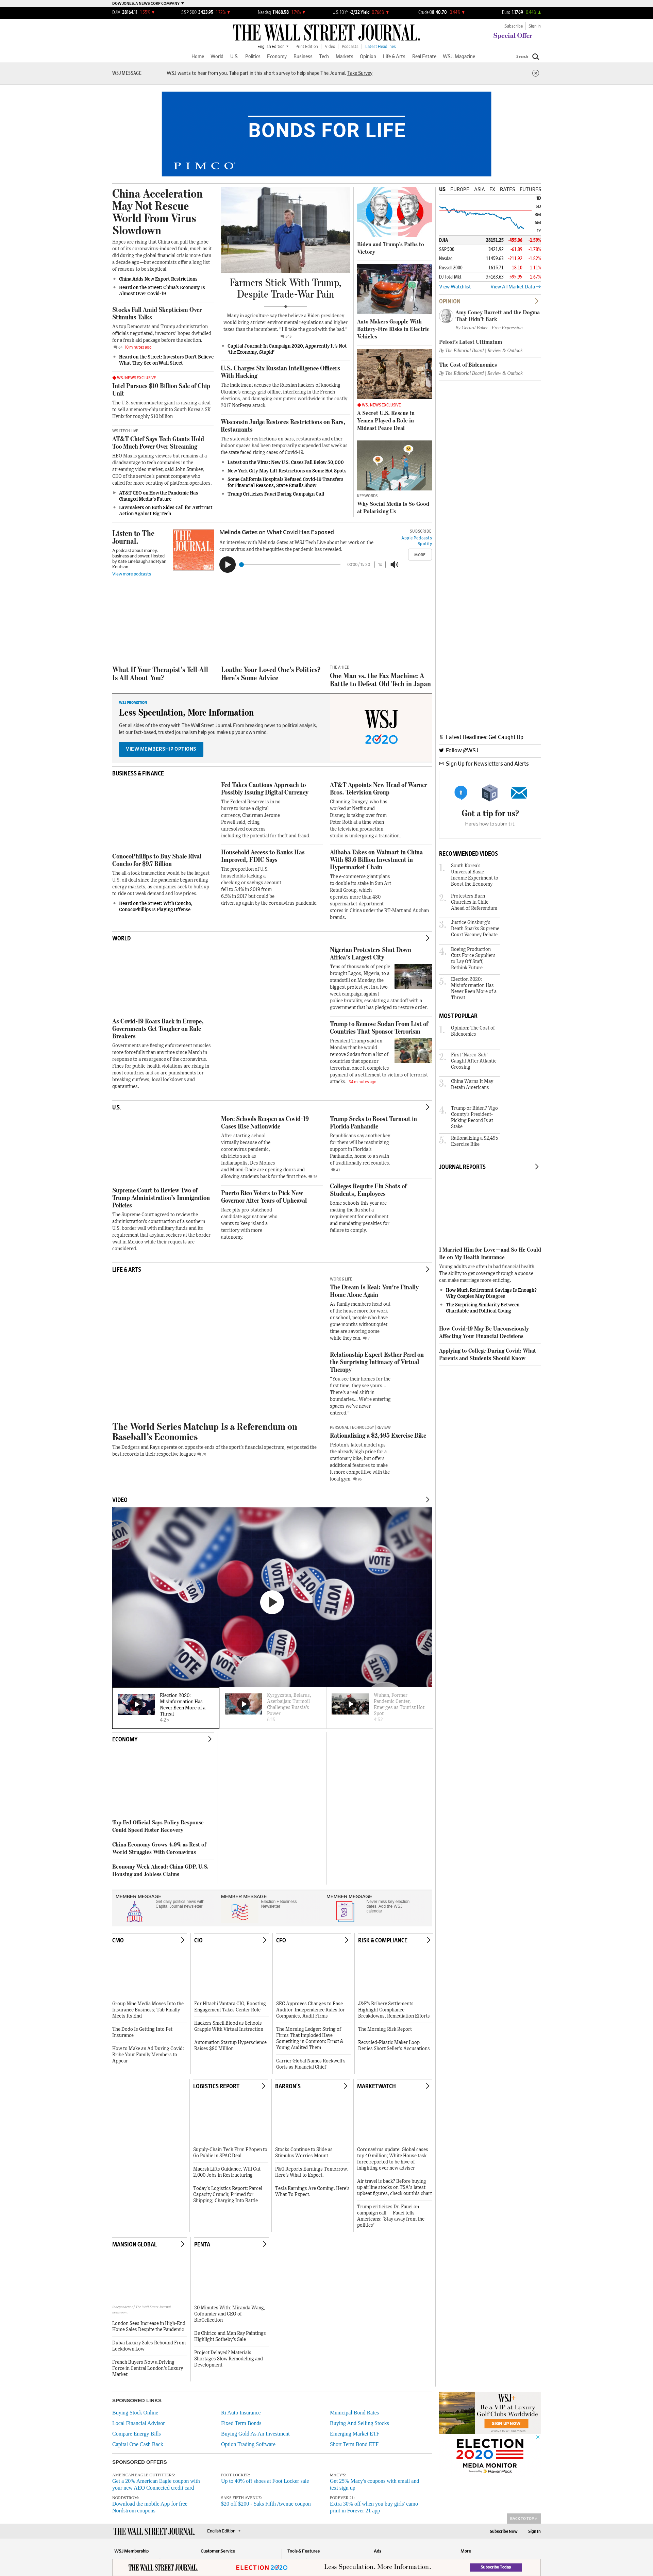 DOW JONES, A NEWS CORP COMPANY
DJIA 28164.11
S&P 500 3423.95
Nasdaq 11468.58
U.S. 10 Yr -2/32 Yield
Crude Oil 40.70
Euro 1.1769
THE WALL STREET JOURNAL.
Subscribe Sign In
Special Offer
English Edition Print Edition Video Podcasts Latest Headlines
Home World U.S. Politics Economy Business Tech Markets Opinion Life & Arts Real Estate WSJ. Magazine
Search
WSJ MESSAGE
WSJ wants to hear from you. Take part in this short survey to help shape The Journal. Take Survey
BONDS FOR LIFE
PIMCO
China Acceleration May Not Rescue World From Virus Slowdown
Hopes are rising that China can pull the globe out of its coronavirus-induced funk, much as it did the global financial crisis more than a decade ago—but economists cite a long list of reasons to be skeptical.
China Adds New Export Restrictions
Heard on the Street: China's Economy Is Almost Over Covid-19
Stocks Fall Amid Skepticism Over Stimulus Talks
As top Democrats and Trump administration officials negotiated, investors' hopes dwindled for a fresh aid package before the election.
10 minutes ago
Heard on the Street: Investors Don't Believe What They See on Wall Street
WSJ NEWS EXCLUSIVE
Intel Pursues $10 Billion Sale of Chip Unit
The U.S. semiconductor giant is nearing a deal to sell a memory-chip unit to South Korea's SK Hynix for roughly $10 billion
WSJ TECH LIVE
AT&T Chief Says Tech Giants Hold Too Much Power Over Streaming
HBO Max is gaining viewers but remains at a disadvantage to tech companies in the streaming video market, said John Stankey, CEO of the service's parent company who called for more scrutiny of platform operators.
AT&T CEO on How the Pandemic Has Changed Media's Future
Lawmakers on Both Sides Call for Antitrust Action Against Big Tech
Farmers Stick With Trump, Despite Trade-War Pain
Many in agriculture say they believe a Biden presidency would bring stricter environmental regulations and higher taxes than the incumbent. "I'll take the good with the bad."
Capital Journal: In Campaign 2020, Apparently It's Not 'the Economy, Stupid'
U.S. Charges Six Russian Intelligence Officers With Hacking
The indictment accuses the Russian hackers of knocking Ukraine's energy grid offline, interfering in the French elections, and damaging computers worldwide in the costly 2017 NotPetya attack.
Wisconsin Judge Restores Restrictions on Bars, Restaurants
The statewide restrictions on bars, restaurants and other indoor spaces had been temporarily suspended last week as the state faced rising cases of Covid-19.
Latest on the Virus: New U.S. Cases Fall Below 50,000
New York City May Lift Restrictions on Some Hot Spots
Some California Hospitals Refused Covid-19 Transfers for Financial Reasons, State Emails Show
Trump Criticizes Fauci During Campaign Call
Biden and Trump's Paths to Victory
Auto Makers Grapple With Battery-Fire Risks in Electric Vehicles
WSJ NEWS EXCLUSIVE
A Secret U.S. Rescue in Yemen Played a Role in Mideast Peace Deal
KEYWORDS
Why Social Media Is So Good at Polarizing Us
US EUROPE ASIA FX RATES FUTURES
1D
5D
3M
6M
1Y
DJIA 28151.25 -455.06 -1.59%
S&P 500 3421.92 -61.89 -1.78%
Nasdaq 11459.63 -211.92 -1.82%
Russell 2000 1615.71 -18.10 -1.11%
DJ Total Mkt 35163.63 -599.95 -1.67%
View Watchlist View All Market Data
OPINION
Amy Coney Barrett and the Dogma That Didn't Bark
By Gerard Baker | Free Expression
Pelosi's Latest Ultimatum
By The Editorial Board | Review & Outlook
The Cost of Bidenomics
By The Editorial Board | Review & Outlook
Listen to The Journal.
A podcast about money, business and power. Hosted by Kate Linebaugh and Ryan Knutson.
View more podcasts
THE JOURNAL.
Melinda Gates on What Covid Has Exposed
An interview with Melinda Gates at WSJ Tech Live about her work on the coronavirus and the inequities the pandemic has revealed.
SUBSCRIBE
Apple Podcasts
Spotify
MORE
What If Your Therapist's Tell-All Is All About You?
Loathe Your Loved One's Politics? Here's Some Advice
THE A-HED
One Man vs. the Fax Machine: A Battle to Defeat Old Tech in Japan
WSJ PROMOTION
Less Speculation, More Information
Get all sides of the story with The Wall Street Journal. From breaking news to political analysis, get our fact-based, trusted journalism help you make up your own mind.
VIEW MEMBERSHIP OPTIONS
WSJ
2020
Latest Headlines: Get Caught Up
Follow @WSJ
Sign Up for Newsletters and Alerts
Got a tip for us?
Here's how to submit it.
BUSINESS & FINANCE
ConocoPhillips to Buy Shale Rival Concho for $9.7 Billion
The all-stock transaction would be the largest U.S. oil deal since the pandemic began roiling energy markets, as companies seek to bulk up to ride out weak demand and low prices.
Heard on the Street: With Concho, ConocoPhillips Is Playing Offense
Fed Takes Cautious Approach to Possibly Issuing Digital Currency
The Federal Reserve is in no hurry to issue a digital currency, Chairman Jerome Powell said, citing unresolved concerns including the potential for theft and fraud.
Household Access to Banks Has Improved, FDIC Says
The proportion of U.S. households lacking a checking or savings account fell to 5.4% in 2019 from 6.5% in 2017 but could be driven up again by the coronavirus pandemic.
AT&T Appoints New Head of Warner Bros. Television Group
Channing Dungey, who has worked at Netflix and Disney, is taking over from Peter Roth at a time when the television production studio is undergoing a transition.
Alibaba Takes on Walmart in China With $3.6 Billion Investment in Hypermarket Chain
The e-commerce giant plans to double its stake in Sun Art Retail Group, which operates more than 480 supermarket-department stores in China under the RT-Mart and Auchan brands.
RECOMMENDED VIDEOS
1. South Korea's Universal Basic Income Experiment to Boost the Economy
2. Protesters Burn Churches in Chile Ahead of Referendum
3. Justice Ginsburg's Death Sparks Supreme Court Vacancy Debate
4. Boeing Production Cuts Force Suppliers to Lay Off Staff, Rethink Future
5. Election 2020: Misinformation Has Never Been More of a Threat
MOST POPULAR
1. Opinion: The Cost of Bidenomics
2. First 'Narco-Sub' Caught After Atlantic Crossing
3. China Warns It May Detain Americans
4. Trump or Biden? Vigo County's President-Picking Record Is at Stake
5. Rationalizing a $2,495 Exercise Bike
WORLD
As Covid-19 Roars Back in Europe, Governments Get Tougher on Rule Breakers
Governments are flexing enforcement muscles more forcefully than any time since March in response to a resurgence of the coronavirus. Fines for public-health violations are rising in most countries and so are punishments for breaking curfews, local lockdowns and quarantines.
Nigerian Protesters Shut Down Africa's Largest City
Tens of thousands of people brought Lagos, Nigeria, to a standstill on Monday, the biggest protest yet in a two-week campaign against police brutality, escalating a standoff with a government that has pledged to restore order.
Trump to Remove Sudan From List of Countries That Sponsor Terrorism
President Trump said on Monday that he would remove Sudan from a list of countries that sponsor terrorism once it completes payment of a settlement to victims of terrorist attacks.
34 minutes ago
U.S.
Supreme Court to Review Two of Trump Administration's Immigration Policies
The Supreme Court agreed to review the administration's construction of a southern U.S. border wall with military funds and its requirement that asylum seekers at the border wait in Mexico while their requests are considered.
More Schools Reopen as Covid-19 Cases Rise Nationwide
After starting school virtually because of the coronavirus pandemic, districts such as Indianapolis, Des Moines and Miami-Dade are opening doors and allowing students back for the first time.
Puerto Rico Voters to Pick New Governor After Years of Upheaval
Race pits pro-statehood candidate against one who wants to keep island a territory with more autonomy.
Trump Seeks to Boost Turnout in Florida Panhandle
Republicans say another key for them will be maximizing support in Florida's Panhandle, home to a swath of traditionally red counties.
Colleges Require Flu Shots of Students, Employees
Some schools this year are making the flu shot a requirement for enrollment and mandating penalties for failure to comply.
JOURNAL REPORTS
I Married Him for Love—and So He Could Be on My Health Insurance
Young adults are often in bad financial health. The ability to get coverage through a spouse can make marriage more enticing.
How Much Retirement Savings Is Enough? Why Couples May Disagree
The Surprising Similarity Between Charitable and Political Giving
How Covid-19 May Be Unconsciously Affecting Your Financial Decisions
Applying to College During Covid: What Parents and Students Should Know
LIFE & ARTS
The World Series Matchup Is a Referendum on Baseball's Economics
The Dodgers and Rays operate on opposite ends of the sport's financial spectrum, yet posted the best records in their respective leagues
WORK & LIFE
The Dream Is Real: You're Finally Home Alone Again
As family members head out of the house more for work or school, people who have gone months without quiet time are savoring some while they can.
Relationship Expert Esther Perel on the Surprising Intimacy of Virtual Therapy
"You see their homes for the first time, they see yours... There's a real shift in boundaries... We're entering spaces we've never entered."
PERSONAL TECHNOLOGY | REVIEW
Rationalizing a $2,495 Exercise Bike
Peloton's latest model ups the already high price for a stationary bike, but offers additional features to make it more competitive with the local gym.
VIDEO
Election 2020: Misinformation Has Never Been More of a Threat
4:25
Kyrgyzstan, Belarus, Azerbaijan: Turmoil Challenges Russia's Power
Wuhan, Former Pandemic Center, Emerges as Tourist Hot Spot
ECONOMY
Top Fed Official Says Policy Response Could Speed Faster Recovery
China Economy Grows 4.9% as Rest of World Struggles With Coronavirus
Economy Week Ahead: China GDP, U.S. Housing and Jobless Claims
MEMBER MESSAGE
Get daily politics news with Capital Journal newsletter
MEMBER MESSAGE
Election + Business Newsletter
MEMBER MESSAGE
Never miss key election dates. Add the WSJ calendar
CMO
Group Nine Media Moves Into the Insurance Business; Tab Finally Meets Its End
The Dodo Is Getting Into Pet Insurance
How to Make an Ad During Covid: Bribe Your Family Members to Appear
CIO
For Hitachi Vantara CIO, Boosting Engagement Takes Center Role
Hackers Smell Blood as Schools Grapple With Virtual Instruction
Automation Startup Hyperscience Raises $80 Million
CFO
SEC Approves Changes to Ease Auditor-Independence Rules for Companies, Audit Firms
The Morning Ledger: String of Firms That Imploded Have Something in Common: Ernst & Young Audited Them
Carrier Global Names Rockwell's Goris as Financial Chief
RISK & COMPLIANCE
J&F's Bribery Settlements Highlight Compliance Breakdowns, Remediation Efforts
The Morning Risk Report
Recycled-Plastic Maker Loop Denies Short Seller's Accusations
LOGISTICS REPORT
Supply-Chain Tech Firm E2open to Go Public in SPAC Deal
Maersk Lifts Guidance, Will Cut 2,000 Jobs in Restructuring
Today's Logistics Report: Parcel Capacity Crunch; Primed for Shipping; Charging Into Battle
BARRON'S
Stocks Continue to Slide as Stimulus Worries Mount
P&G Reports Earnings Tomorrow. Here's What to Expect.
Tesla Earnings Are Coming. Here's What To Expect.
MARKETWATCH
Coronavirus update: Global cases top 40 million; White House task force reported to be hire of infighting over new adviser
Air travel is back? Before buying up airline stocks on TSA's latest upbeat figures, check out this chart
Trump criticizes Dr. Fauci on campaign call — Fauci tells Americans: 'Stay away from the politics'
MANSION GLOBAL
London Sees Increase in High-End Home Sales Despite the Pandemic
Dubai Luxury Sales Rebound From Lockdown Low
French Buyers Now a Driving Force in Central London's Luxury Market
PENTA
20 Minutes With: Miranda Wang, Cofounder and CEO of BioCellection
De Chirico and Man Ray Paintings Highlight Sotheby's Sale
Project Delayed? Materials Shortages Slow Remodeling and Development
SPONSORED LINKS
Buying Stock Online
Local Financial Advisor
Compare Energy Bills
Capital One Cash Back
Ri Auto Insurance
Fixed Term Bonds
Buying Gold As An Investment
Option Trading Software
Municipal Bond Rates
Buying And Selling Stocks
Emerging Market ETF
Short Term Bond ETF
SPONSORED OFFERS
AMERICAN EAGLE OUTFITTERS:
Get a 20% American Eagle coupon with your new AEO Connected credit card
NORDSTROM:
Download the mobile App for free Nordstrom coupons
FOOT LOCKER:
Up to 40% off shoes at Foot Locker sale
SAKS FIFTH AVENUE:
$20 off $200 - Saks Fifth Avenue coupon
MACY'S:
Get 25% Macy's coupons with email and text sign up
FOREVER 21:
Extra 30% off when you buy girls' camo print in Forever 21 app
WSJ+
Be a VIP at Luxury Golf Clubs Worldwide
SIGN UP NOW
ELECTION 2020
MEDIA MONITOR
Powered By
BACK TO TOP
THE WALL STREET JOURNAL.
English Edition
Subscribe Now Sign In
WSJ Membership
Customer Service
Tools & Features
Ads
More
THE WALL STREET JOURNAL.
ELECTION 2020
Less Speculation. More Information.
Subscribe Today